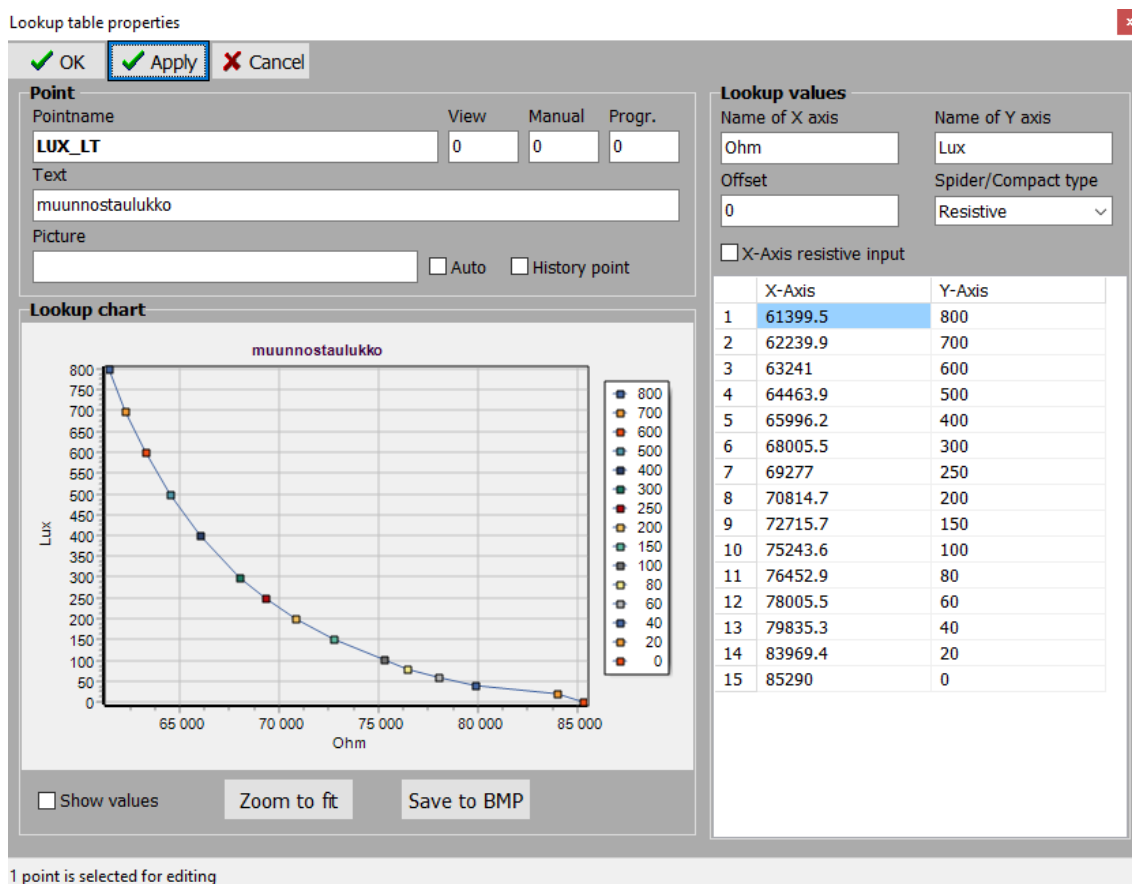 Lookup table properties
OK Apply Cancel
Point
Pointname View Manual Progr.
LUX_LT 0 0 0
Text
muunnostaulukko
Picture
Auto History point
Lookup chart
muunnostaulukko
800
750
700
650
600
550
500
450
400
350
300
250
200
150
100
50
0
Lux
65 000 70 000 75 000 80 000 85 000
Ohm
800
700
600
500
400
300
250
200
150
100
80
60
40
20
0
Show values Zoom to fit Save to BMP
Lookup values
Name of X axis Name of Y axis
Ohm Lux
Offset Spider/Compact type
0 Resistive
X-Axis resistive input
X-Axis Y-Axis
1 61399.5 800
2 62239.9 700
3 63241 600
4 64463.9 500
5 65996.2 400
6 68005.5 300
7 69277 250
8 70814.7 200
9 72715.7 150
10 75243.6 100
11 76452.9 80
12 78005.5 60
13 79835.3 40
14 83969.4 20
15 85290 0
1 point is selected for editing